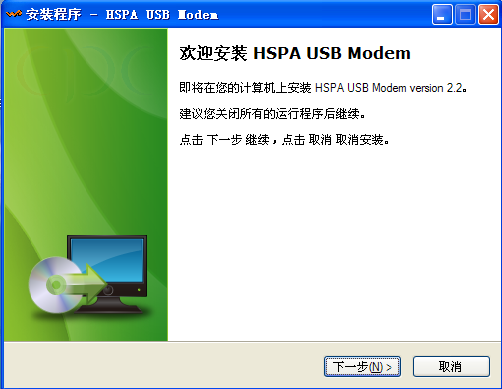 安装程序 - HSPA USB Modem
欢迎安装 HSPA USB Modem
即将在您的计算机上安装 HSPA USB Modem version 2.2。
建议您关闭所有的运行程序后继续。
点击 下一步 继续，点击 取消 取消安装。
下一步(N) >
取消